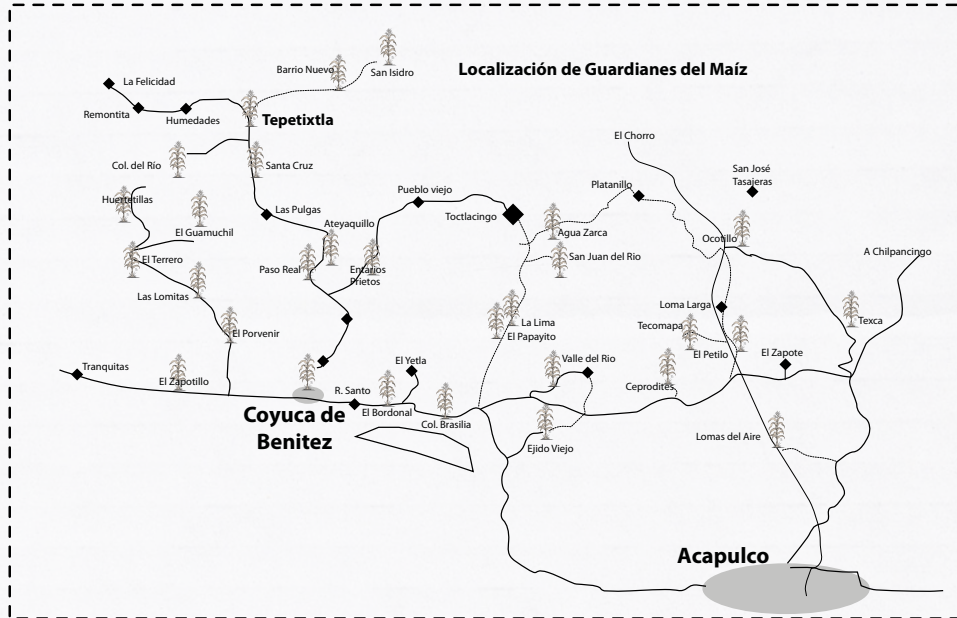 Localización de Guardianes del Maíz
San Isidro
Barrio Nuevo
La Felicidad
Remontita
Humedades
Tepetixtla
El Chorro
Col. del Río
Santa Cruz
San José
Tasajeras
Platanillo
Pueblo viejo
Huertetillas
Las Pulgas
Toctlacingo
Ateyaquillo
El Guamuchil
Agua Zarca
Ocotillo
A Chilpancingo
El Terrero
Paso Real
Entarios
Prietos
San Juan del Rio
Las Lomitas
Loma Larga
La Lima
Tecomapa
Texca
El Porvenir
El Papayito
El Petilo
El Zapote
Tranquitas
El Yetla
Valle del Rio
El Zapotillo
R. Santo
Ceprodites
Coyuca de
Benitez
El Bordonal
Col. Brasilia
Ejido Viejo
Lomas del Aire
Acapulco